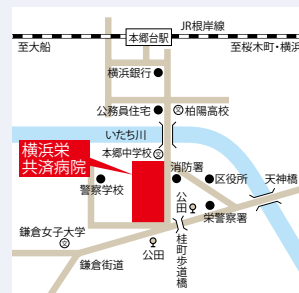 JR根岸線
本郷台駅
至大船
至桜木町・横浜
横浜銀行
公務員住宅
文 柏陽高校
いたち川
横浜栄
共済病院
本郷中学校 文
消防署
警察学校
区役所
天神橋
公田
栄警察署
鎌倉女子大学
文
公田
桂町歩道橋
鎌倉街道